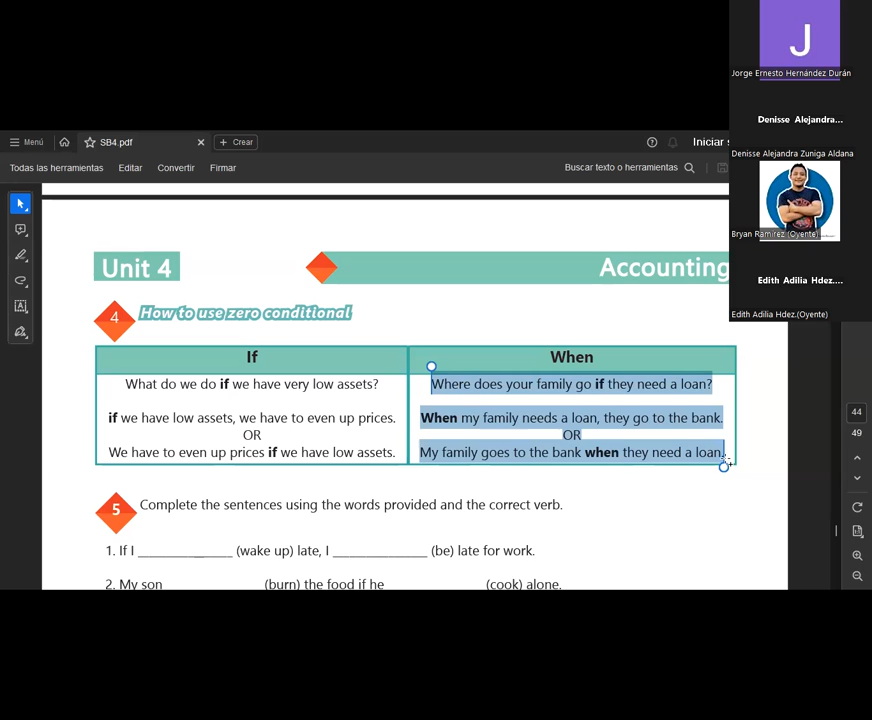 J
Jorge Ernesto Hernández Durán
Denisse Alejandra...
Denisse Alejandra Zuniga Aldana
Bryan Ramirez (Oyente)
Edith Adilia Hdez....
Edith Adilia Hdez.(Oyente)
Menú
SB4.pdf
Crear
Iniciar s
Todas las herramientas
Editar
Convertir
Firmar
Buscar texto o herramientas
Unit 4
Accounting
4
How to use zero conditional
If
When
What do we do if we have very low assets?
Where does your family go if they need a loan?
if we have low assets, we have to even up prices.
When my family needs a loan, they go to the bank.
OR
OR
We have to even up prices if we have low assets.
My family goes to the bank when they need a loan.
5
Complete the sentences using the words provided and the correct verb.
1. If I ______________ (wake up) late, I ______________ (be) late for work.
2. My son (burn) the food if he (cook) alone.
44
49